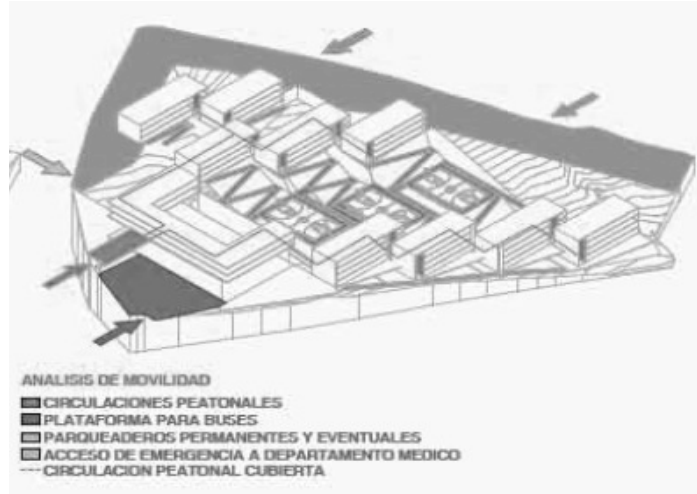 ANALISIS DE MOVILIDAD
CIRCULACIONES PEATONALES
PLATAFORMA PARA BUSES
PARQUEADEROS PERMANENTES Y EVENTUALES
ACCESO DE EMERGENCIA A DEPARTAMENTO MEDICO
CIRCULACION PEATONAL CUBIERTA